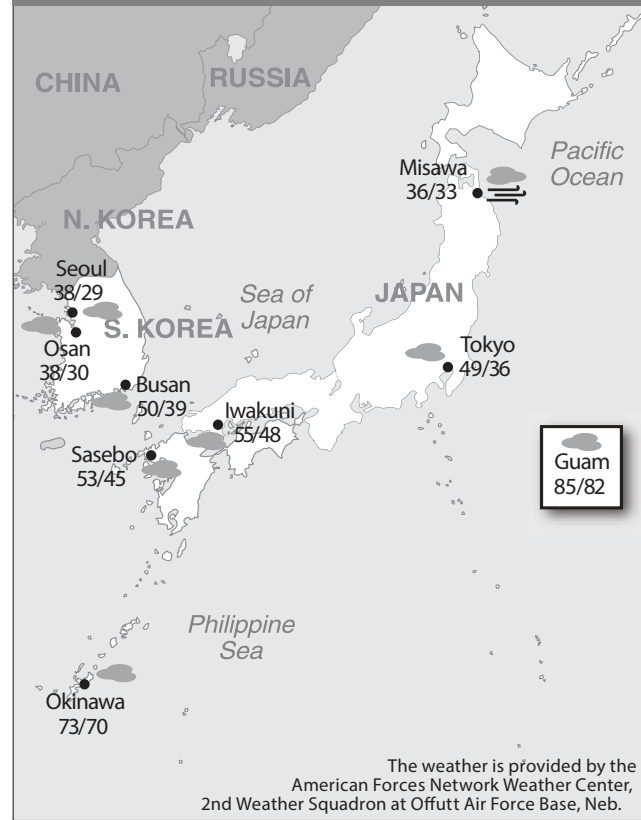 CHINA
RUSSIA
Pacific
Ocean
Misawa
36/33
N. KOREA
Seoul
38/29
Sea of
Japan
JAPAN
S. KOREA
Osan
38/30
Tokyo
49/36
Busan
50/39
Iwakuni
55/48
Sasebo
53/45
Guam
85/82
Philippine
Sea
Okinawa
73/70
The weather is provided by the
American Forces Network Weather Center,
2nd Weather Squadron at Offutt Air Force Base, Neb.